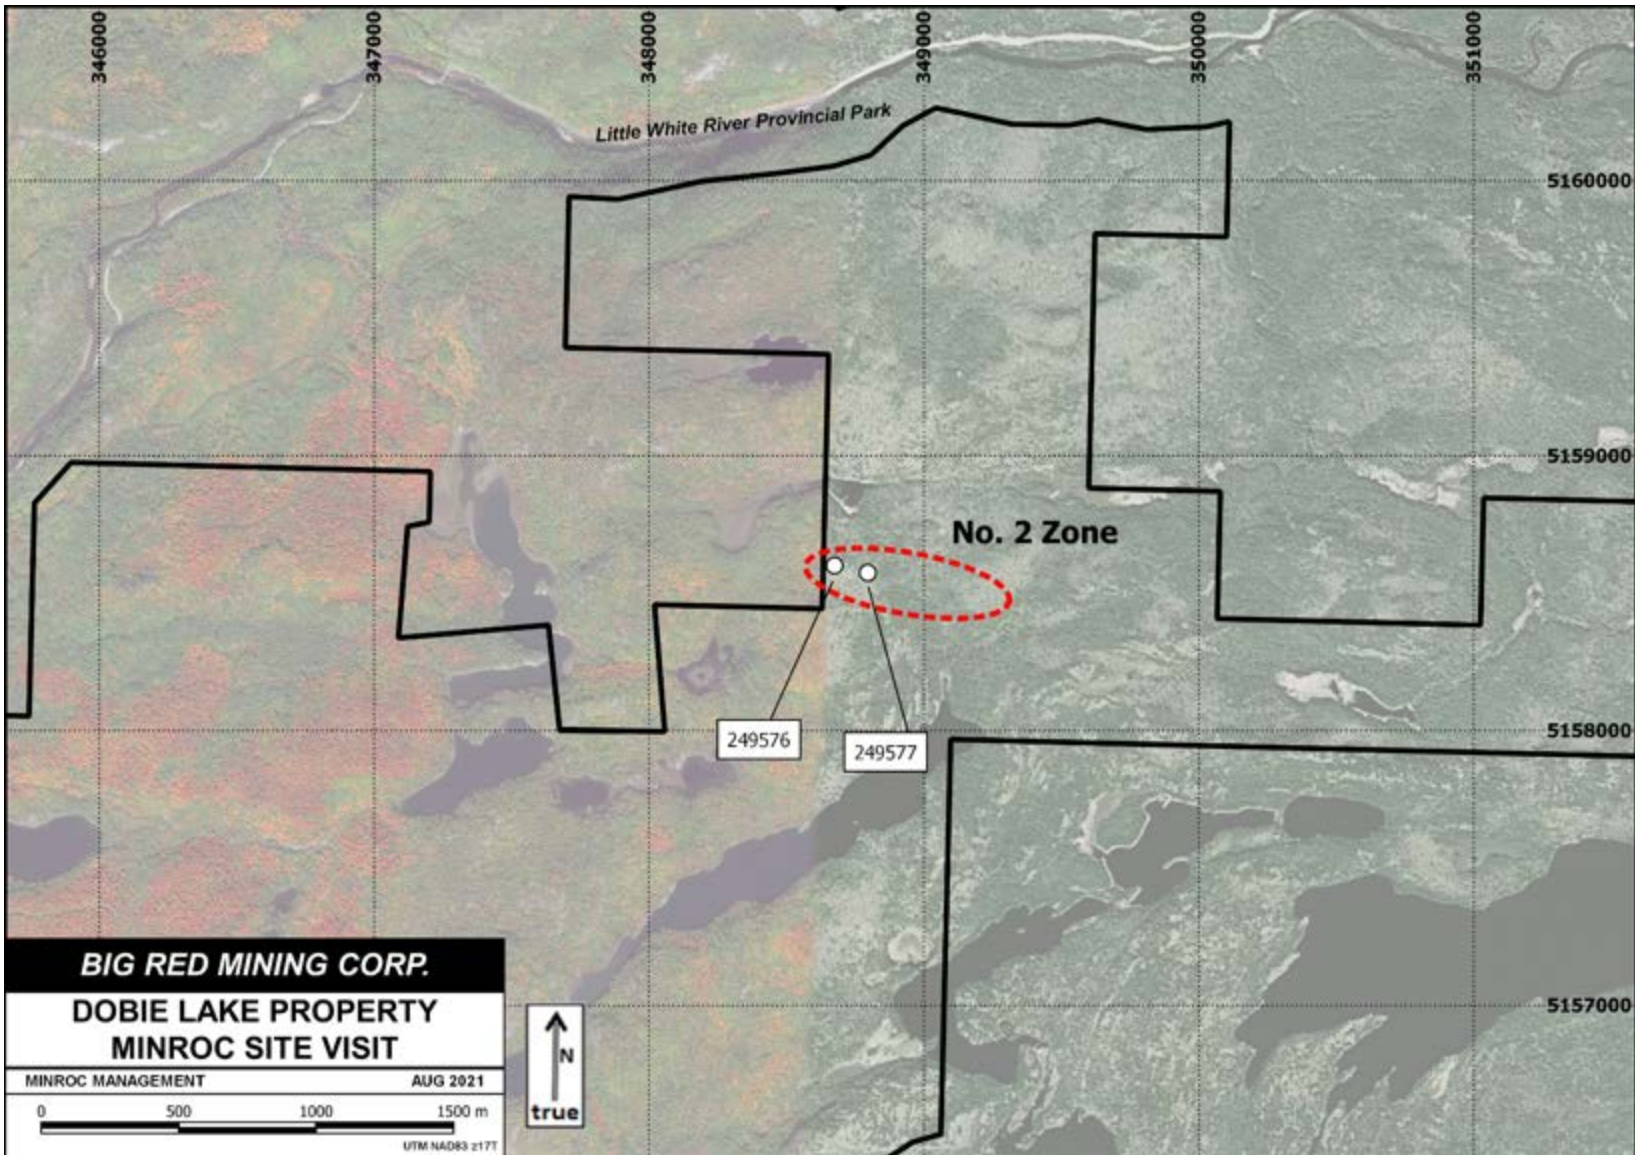 346000
347000
348000
349000
350000
351000
Little White River Provincial Park
5160000
5159000
No. 2 Zone
249576
249577
5158000
5157000
BIG RED MINING CORP.
DOBIE LAKE PROPERTY
MINROC SITE VISIT
MINROC MANAGEMENT AUG 2021
0 500 1000 1500 m
UTM NAD83 z17T
N
true